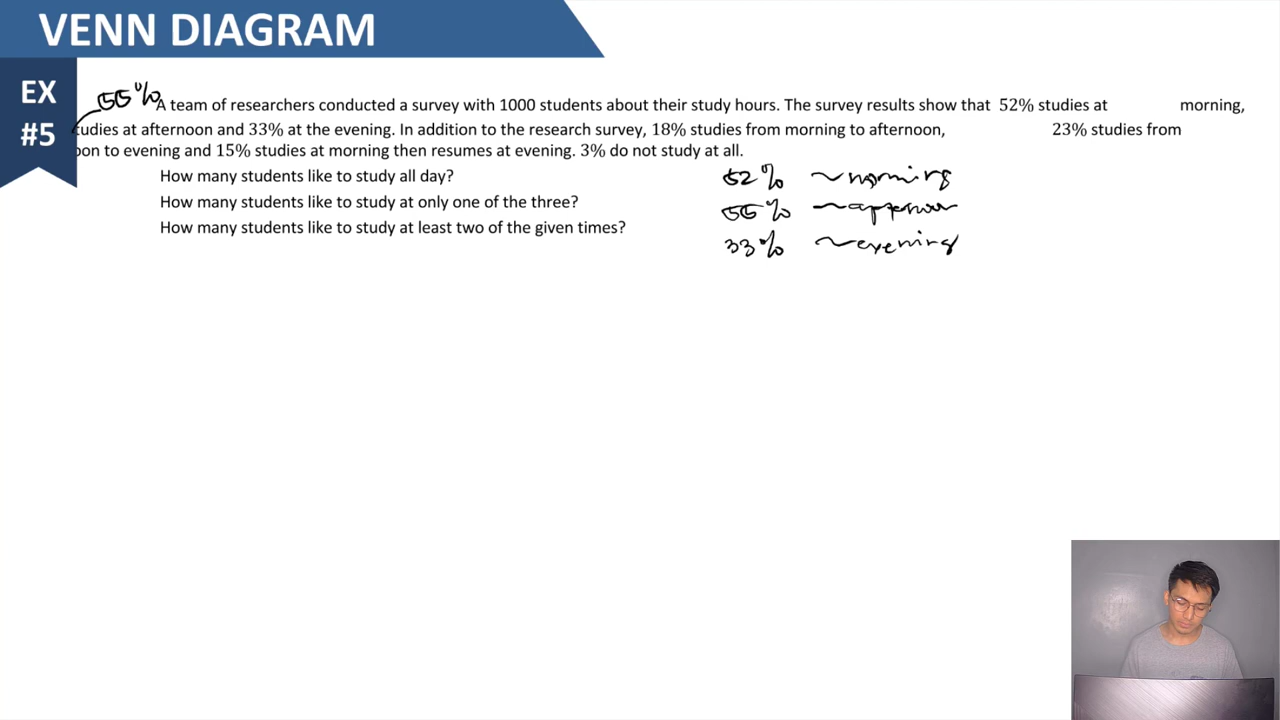 VENN DIAGRAM
EX
#5
55%
A team of researchers conducted a survey with 1000 students about their study hours. The survey results show that 52% studies at morning,
tudies at afternoon and 33% at the evening. In addition to the research survey, 18% studies from morning to afternoon, 23% studies from
oon to evening and 15% studies at morning then resumes at evening. 3% do not study at all.
How many students like to study all day?
How many students like to study at only one of the three?
How many students like to study at least two of the given times?
52% ~morning
55%
33% ~evening